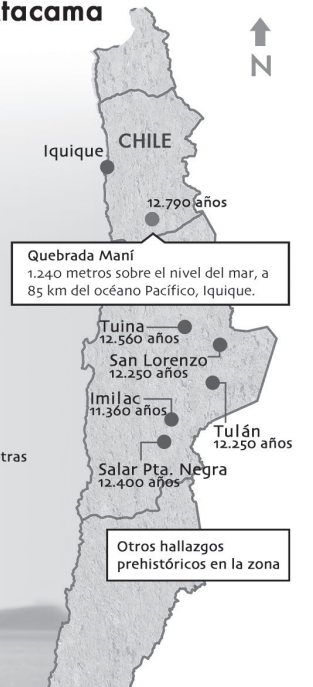 tacama
N
CHILE
Iquique
12.790 años
Quebrada Maní
1.240 metros sobre el nivel del mar, a
85 km del océano Pacífico, Iquique.
Tuina
12.560 años
San Lorenzo
12.250 años
Imilac
11.360 años
Tulán
12.250 años
tras
Salar Pta. Negra
12.400 años
Otros hallazgos
prehistóricos en la zona